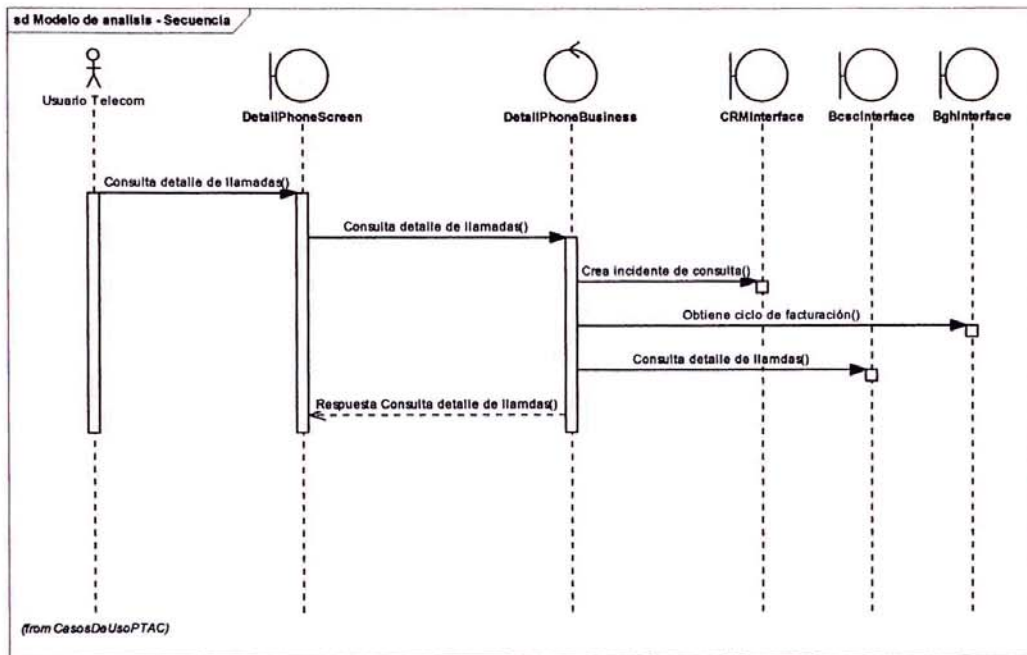 sd Modelo de analisis - Secuencia
Usuario Telecom
DetailPhoneScreen
DetailPhoneBusiness
CRMInterface
BcscInterface
BghInterface
Consulta detalle de llamadas()
Consulta detalle de llamadas()
Crea incidente de consulta()
Obtiene ciclo de facturación()
Consulta detalle de llamdas()
Respuesta Consulta detalle de llamdas()
(from CasosDeUsoPTAC)